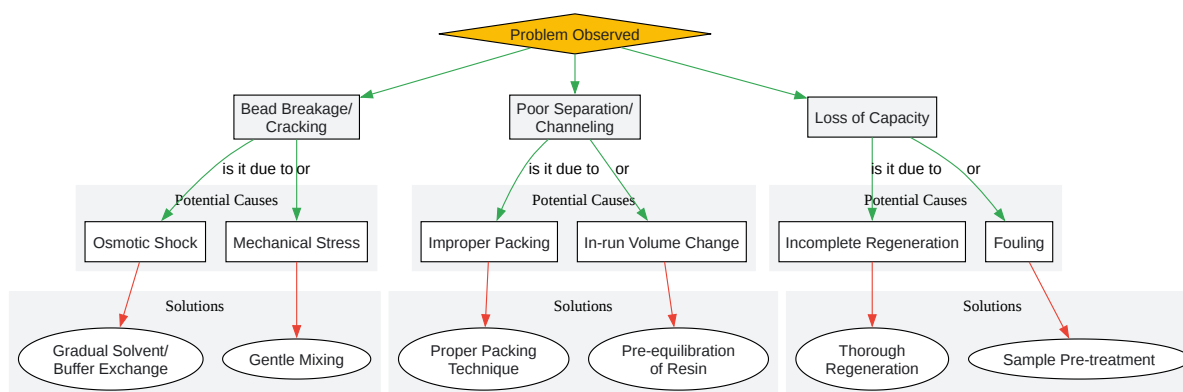 Problem Observed
Bead Breakage/
Cracking
Poor Separation/
Channeling
Loss of Capacity
is it due to
or
is it due to
or
is it due to
or
Potential Causes
Potential Causes
Potential Causes
Osmotic Shock
Mechanical Stress
Improper Packing
In-run Volume Change
Incomplete Regeneration
Fouling
Solutions
Solutions
Solutions
Gradual Solvent/
Buffer Exchange
Gentle Mixing
Proper Packing
Technique
Pre-equilibration
of Resin
Thorough
Regeneration
Sample Pre-treatment